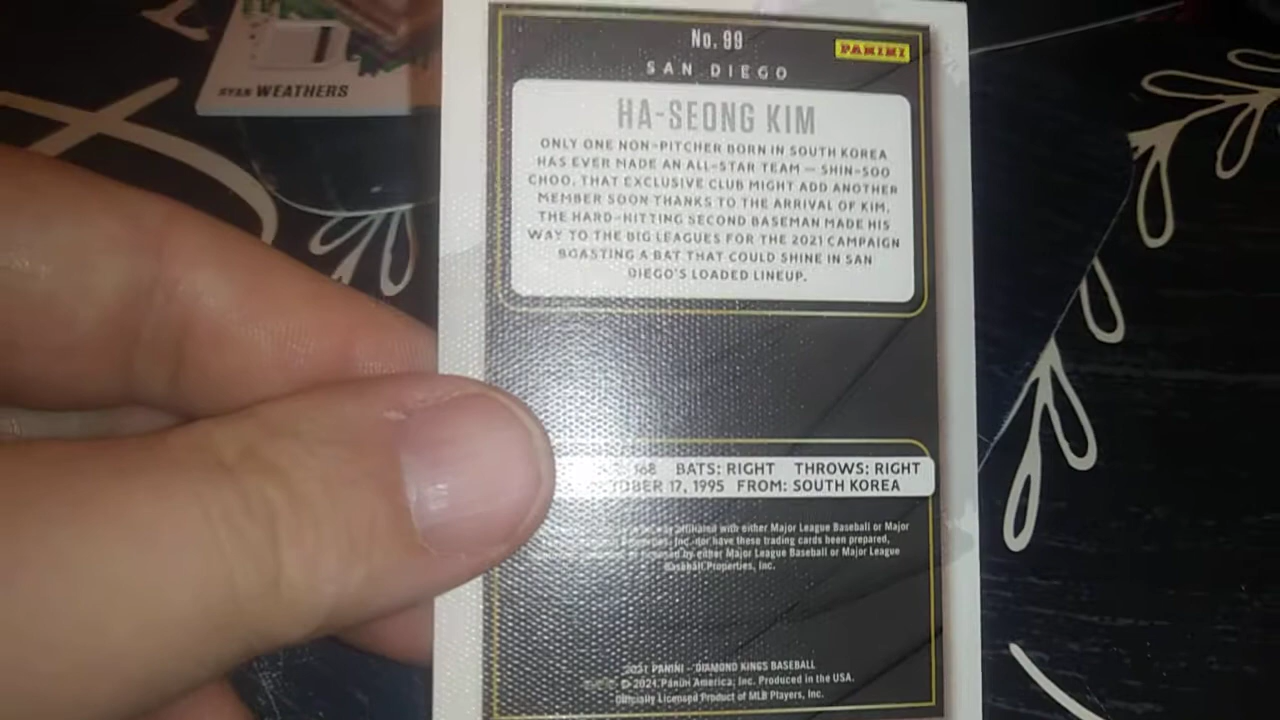 RYAN WEATHERS
No. 99
PANINI
SAN DIEGO
HA-SEONG KIM
ONLY ONE NON-PITCHER BORN IN SOUTH KOREA
HAS EVER MADE AN ALL-STAR TEAM — SHIN-SOO
CHOO. THAT EXCLUSIVE CLUB MIGHT ADD ANOTHER
MEMBER SOON THANKS TO THE ARRIVAL OF KIM.
THE HARD-HITTING SECOND BASEMAN MADE HIS
WAY TO THE BIG LEAGUES FOR THE 2021 CAMPAIGN
BOASTING A BAT THAT COULD SHINE IN SAN
DIEGO'S LOADED LINEUP.
168 BATS: RIGHT THROWS: RIGHT
17, 1995 FROM: SOUTH KOREA
affiliated with either Major League Baseball or Major
Inc. nor have these trading cards been prepared,
by either Major League Baseball or Major League
Baseball Properties, Inc.
2021 PANINI – DIAMOND KINGS BASEBALL
© 2021 Panini America, Inc. Produced in the USA.
Officially Licensed Product of MLB Players, Inc.